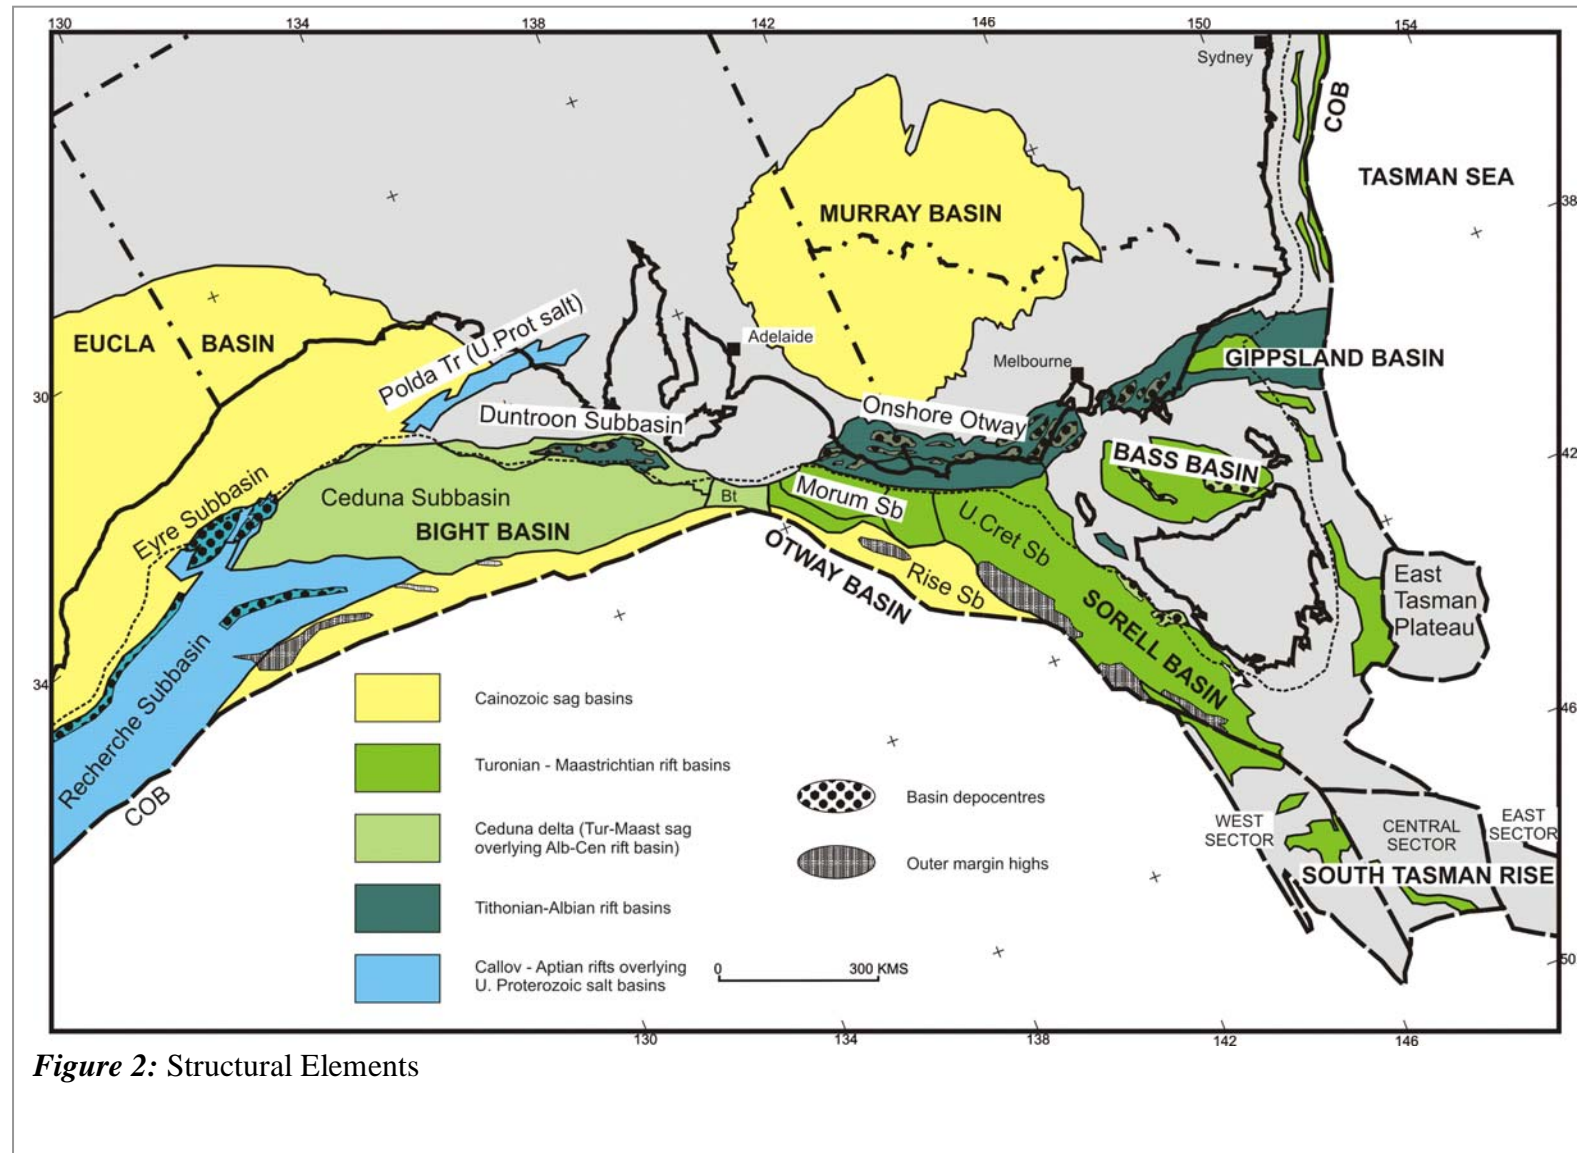 130
134
138
142
146
150
154
Sydney
COB
TASMAN SEA
38
MURRAY BASIN
EUCLA BASIN
Polda Tr (U.Prot salt)
Adelaide
Melbourne
GIPPSLAND BASIN
30
Duntroon Subbasin
Onshore Otway
42
BASS BASIN
Eyre Subbasin
Ceduna Subbasin
Bt
Morum Sb
U.Cret Sb
BIGHT BASIN
OTWAY BASIN
Rise Sb
SORELL BASIN
East
Tasman
Plateau
34
Recherche Subbasin
COB
46
Cainozoic sag basins
Turonian - Maastrichtian rift basins
Ceduna delta (Tur-Maast sag
overlying Alb-Cen rift basin)
Tithonian-Albian rift basins
Callov - Aptian rifts overlying
U. Proterozoic salt basins
Basin depocentres
Outer margin highs
0 300 KMS
WEST
SECTOR
CENTRAL
SECTOR
EAST
SECTOR
SOUTH TASMAN RISE
50
130
134
138
142
146
Figure 2: Structural Elements